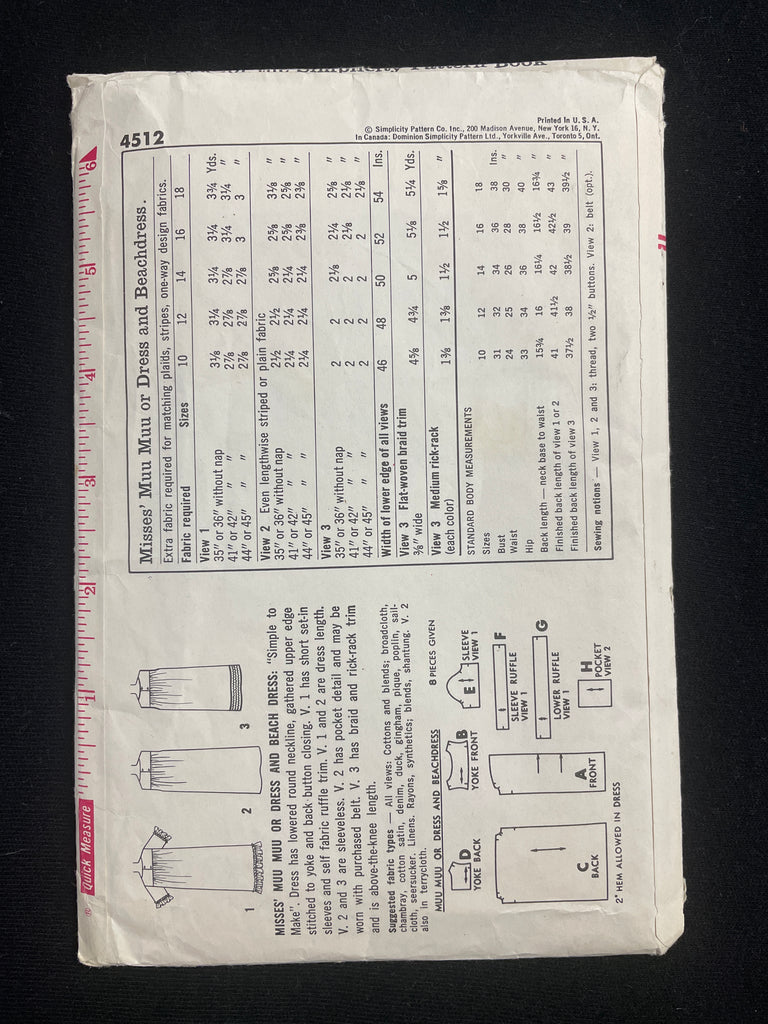 4512
Printed in U. S. A.
© Simplicity Pattern Co. Inc., 200 Madison Avenue, New York 16, N. Y.
In Canada: Dominion Simplicity Pattern Ltd., Yorkville Ave., Toronto 5, Ont.
Simplicity Pattern Book
® Quick Measure 1 2 3 4 5 6
1 2 3
MISSES' MUU MUU OR DRESS AND BEACH DRESS: "Simple to
Make". Dress has lowered round neckline, gathered upper edge
stitched to yoke and back button closing. V. 1 has short set-in
sleeves and self fabric ruffle trim. V. 1 and 2 are dress length.
V. 2 and 3 are sleeveless. V. 2 has pocket detail and may be
worn with purchased belt. V. 3 has braid and rick-rack trim
and is above-the-knee length.
Suggested fabric types — All views: Cottons and blends; broadcloth,
chambray, cotton satin, denim, duck, gingham, pique, poplin, sail-
cloth, seersucker. Linens. Rayons, synthetics; blends, shantung. V. 2
also in terrycloth.
MUU MUU OR DRESS AND BEACHDRESS 8 PIECES GIVEN
D
YOKE BACK
B
YOKE FRONT
E SLEEVE
VIEW 1
F
SLEEVE RUFFLE
VIEW 1
G
LOWER RUFFLE
VIEW 1
H
POCKET
VIEW 2
C
BACK
A
FRONT
2" HEM ALLOWED IN DRESS
Misses' Muu Muu or Dress and Beachdress.
Extra fabric required for matching plaids, stripes, one-way design fabrics.
Fabric required Sizes 10 12 14 16 18
View 1
35" or 36" without nap 3⅛ 3¼ 3¼ 3¼ 3¾ Yds.
41" or 42" " " 2⅞ 2⅞ 2⅞ 3¼ 3¼ "
44" or 45" " " 2⅞ 2⅞ 2⅞ 3 3 "
View 2 Even lengthwise striped or plain fabric
35" or 36" without nap 2½ 2½ 2⅝ 2⅝ 3⅛ "
41" or 42" " " 2¼ 2¼ 2¼ 2⅝ 2⅝ "
44" or 45" " " 2¼ 2¼ 2¼ 2⅜ 2⅜ "
View 3
35" or 36" without nap 2 2 2⅛ 2¼ 2⅝ "
41" or 42" " " 2 2 2 2⅛ 2⅛ "
44" or 45" " " 2 2 2 2 2⅛ "
Width of lower edge of all views 46 48 50 52 54 Ins.
View 3 Flat-woven braid trim
⅜" wide 4⅝ 4¾ 5 5⅛ 5¼ Yds.
View 3 Medium rick-rack
(each color) 1⅜ 1⅜ 1½ 1½ 1⅝ "
STANDARD BODY MEASUREMENTS
Sizes 10 12 14 16 18
Bust 31 32 34 36 38 Ins.
Waist 24 25 26 28 30 "
Hip 33 34 36 38 40 "
Back length — neck base to waist 15¾ 16 16¼ 16½ 16¾ "
Finished back length of view 1 or 2 41 41½ 42 42½ 43 "
Finished back length of view 3 37½ 38 38½ 39 39½ "
Sewing notions — View 1, 2 and 3: thread, two ½" buttons. View 2: belt (opt.).